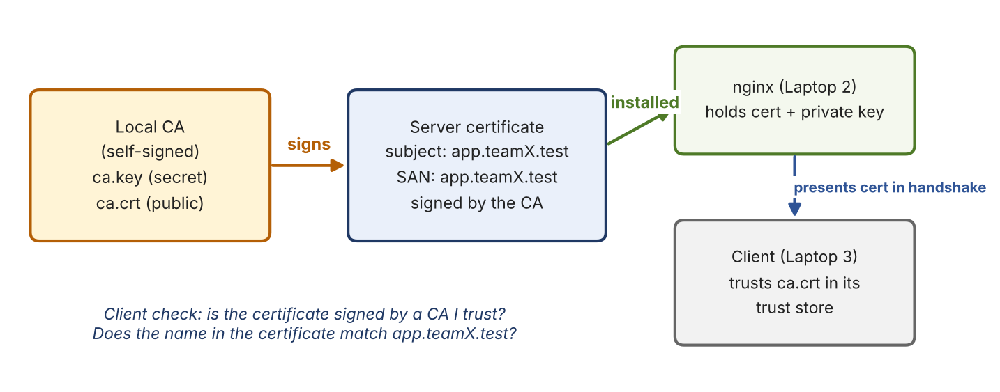 Local CA
(self-signed)
ca.key (secret)
ca.crt (public)
signs
Server certificate
subject: app.teamX.test
SAN: app.teamX.test
signed by the CA
installed
nginx (Laptop 2)
holds cert + private key
presents cert in handshake
Client (Laptop 3)
trusts ca.crt in its
trust store
Client check: is the certificate signed by a CA I trust?
Does the name in the certificate match app.teamX.test?